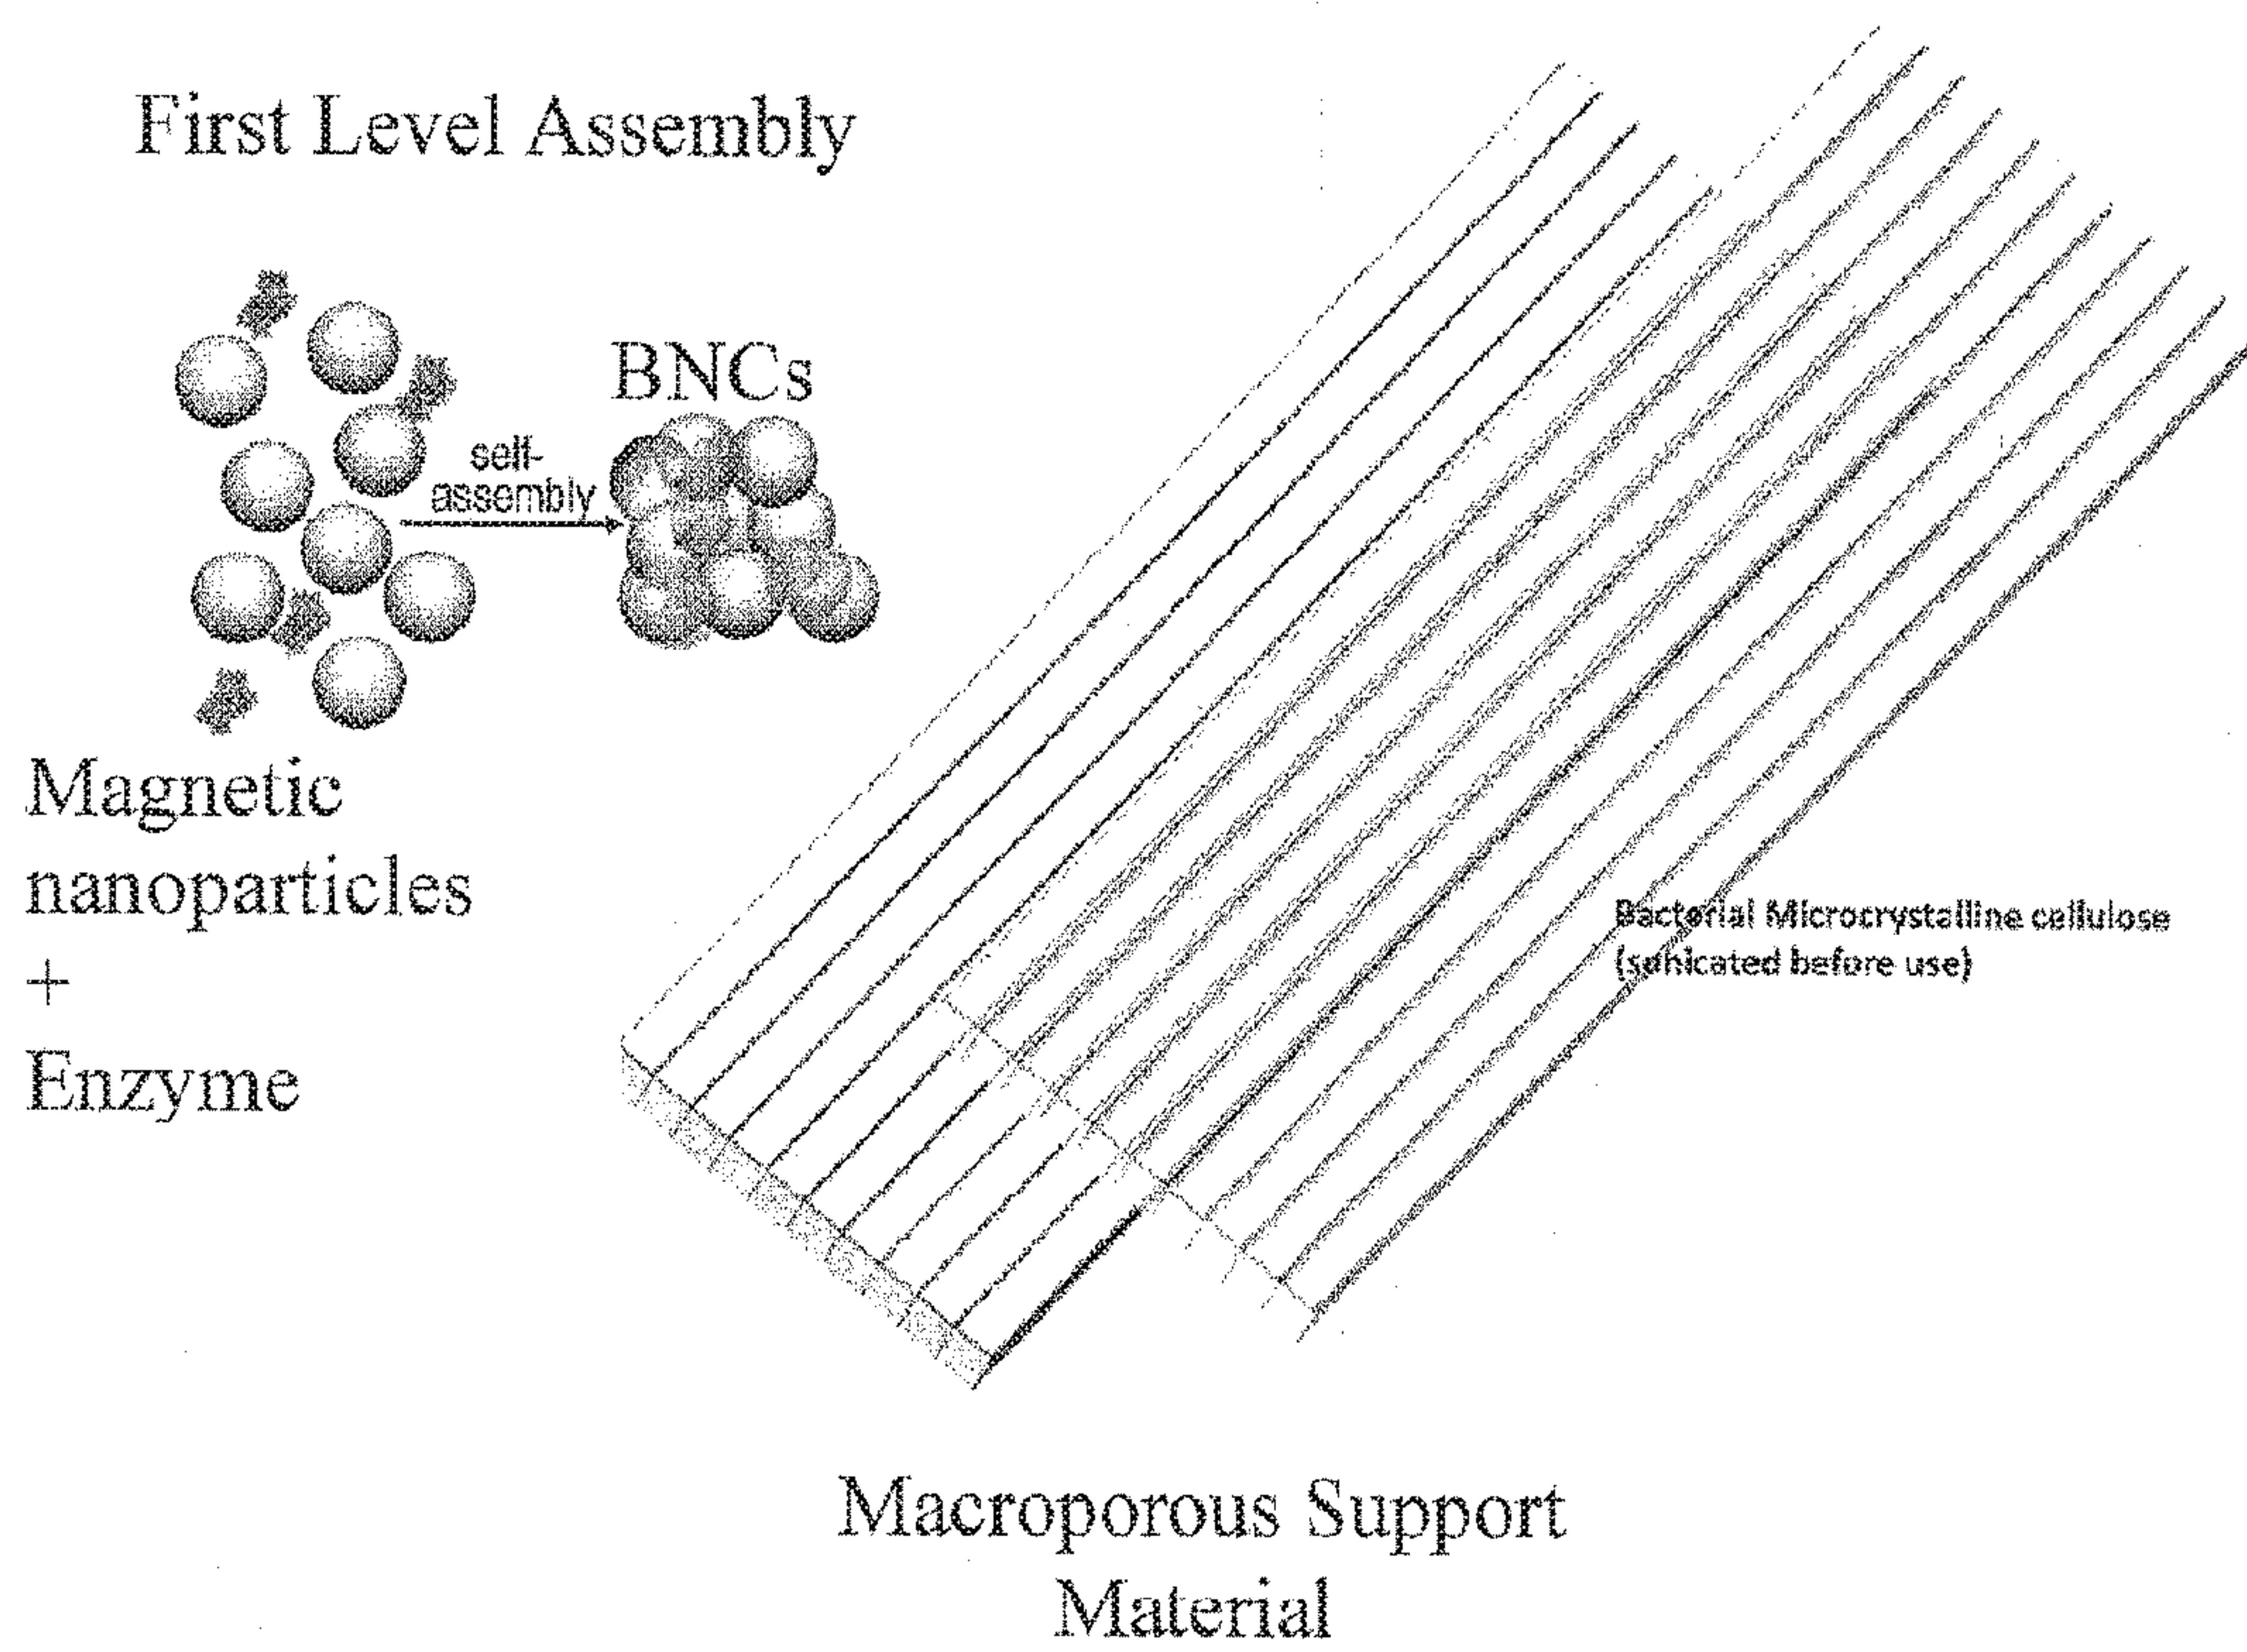 First Level Assembly
BNCs
self-
assembly
Magnetic
nanoparticles
+
Enzyme
Bacterial Microcrystalline cellulose
(sonicated before use)
Macroporous Support
Material